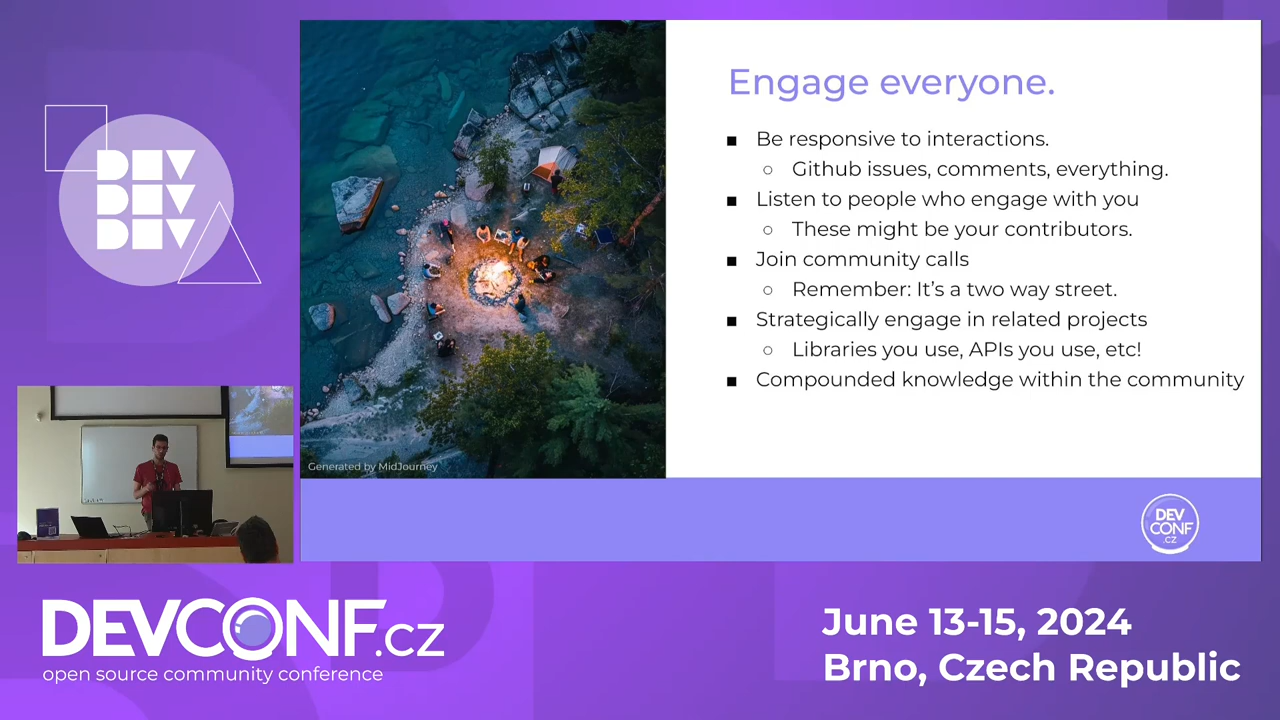 DEV
DEV
DEV
Engage everyone.
■ Be responsive to interactions.
○ Github issues, comments, everything.
■ Listen to people who engage with you
○ These might be your contributors.
■ Join community calls
○ Remember: It's a two way street.
■ Strategically engage in related projects
○ Libraries you use, APIs you use, etc!
■ Compounded knowledge within the community
Generated by MidJourney
DEV
CONF
.CZ
DEVCONF.cz
open source community conference
June 13-15, 2024
Brno, Czech Republic